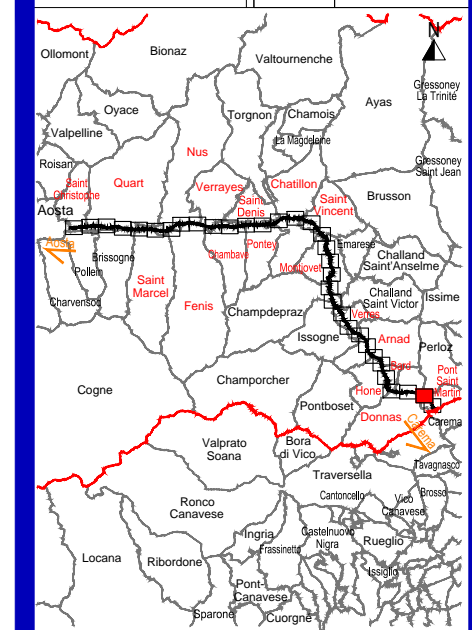 N
Ollomont
Bionaz
Valtournenche
Gressoney
La Trinité
Ayas
Oyace
Torgnon
Chamois
Valpelline
La Magdeleine
Nus
Roisan
Gressoney
Saint Jean
Saint
Christophe
Quart
Verrayes
Chatillon
Brusson
Saint
Denis
Saint
Vincent
Aosta
Aosta
Brissogne
Pollein
Chambave
Pontey
Emarese
Challand
Saint'Anselme
Montjovet
Saint
Marcel
Charvensod
Fenis
Champdepraz
Challand
Saint Victor
Issime
Verres
Issogne
Arnad
Perloz
Bard
Pont
Saint
Martin
Cogne
Champorcher
Hone
Pontboset
Donnas
Carema
Carema
Valprato
Soana
Bora
di Vico
Tavagnasco
Traversella
Cantoncello
Vico
Canavese
Brosso
Ronco
Canavese
Ingria
Castelnuovo
Nigra
Frassinetto
Rueglio
Locana
Ribordone
Issiglio
Pont-
Canavese
Sparone
Cuorgne